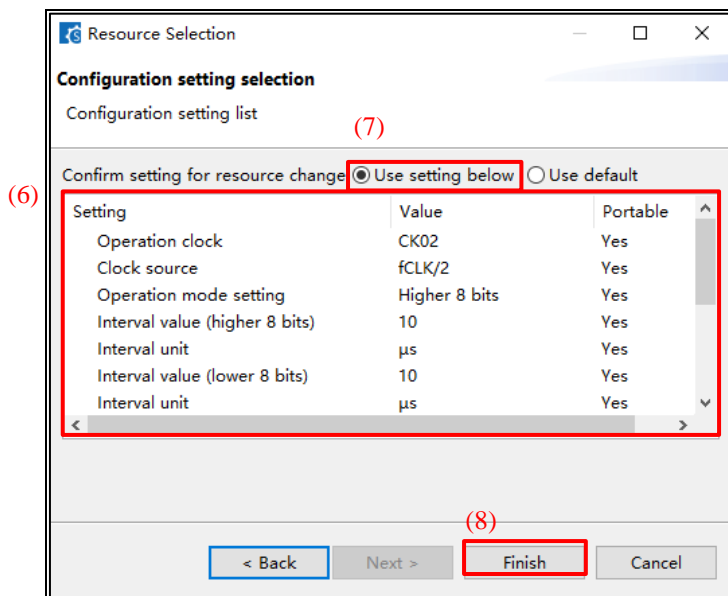 Resource Selection
Configuration setting selection
Configuration setting list
(7)
Confirm setting for resource change Use setting below Use default
(6)
Setting Value Portable
Operation clock CK02 Yes
Clock source fCLK/2 Yes
Operation mode setting Higher 8 bits Yes
Interval value (higher 8 bits) 10 Yes
Interval unit µs Yes
Interval value (lower 8 bits) 10 Yes
Interval unit µs Yes
(8)
< Back Next > Finish Cancel